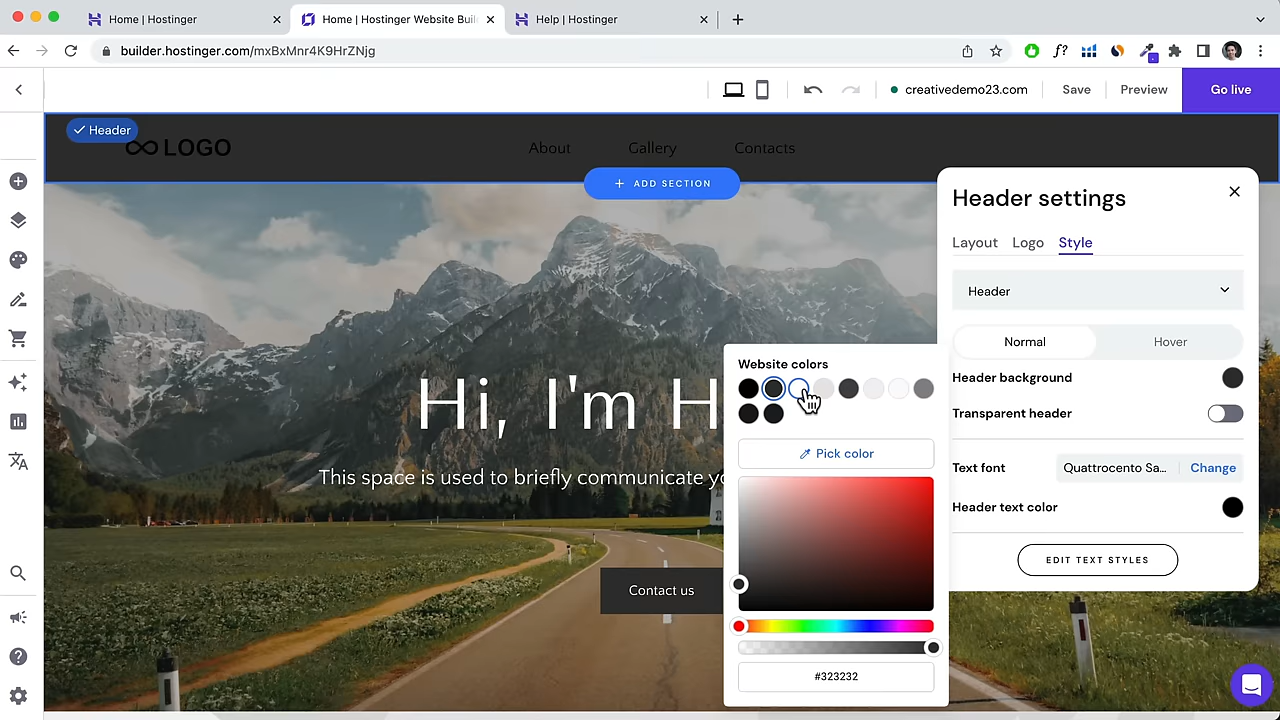 Home | Hostinger
Home | Hostinger Website Buil
Help | Hostinger
builder.hostinger.com/mxBxMnr4K9HrZNjg
f?
creativedemo23.com
Save
Preview
Go live
Header
LOGO
About
Gallery
Contacts
ADD SECTION
Header settings
Layout
Logo
Style
Header
Normal
Hover
Header background
Transparent header
Text font
Quattrocento Sa...
Change
Header text color
EDIT TEXT STYLES
Website colors
Pick color
#323232
Hi, I'm H
This space is used to briefly communicate yo
Contact us